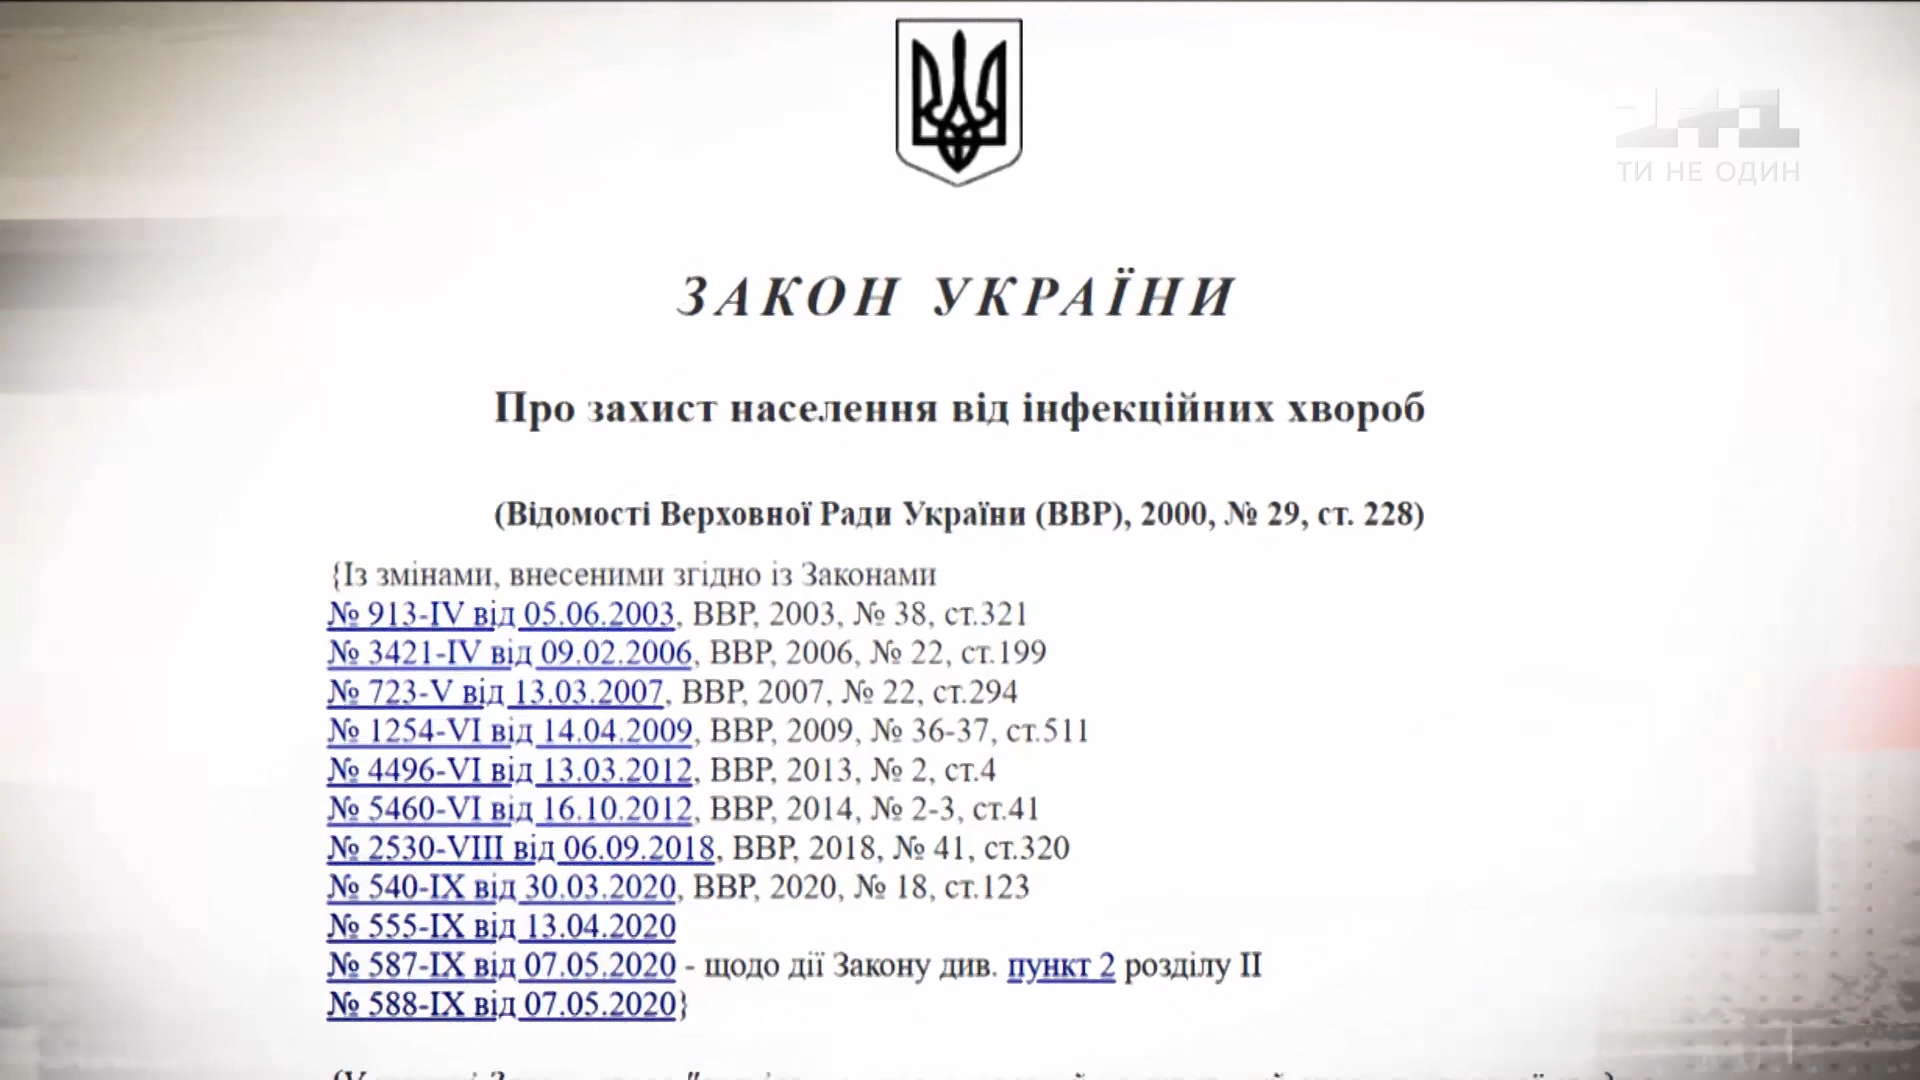 1+1
ТИ НЕ ОДИН
ЗАКОН УКРАЇНИ
Про захист населення від інфекційних хвороб
(Відомості Верховної Ради України (ВВР), 2000, № 29, ст. 228)
{Із змінами, внесеними згідно із Законами
№ 913-IV від 05.06.2003, ВВР, 2003, № 38, ст.321
№ 3421-IV від 09.02.2006, ВВР, 2006, № 22, ст.199
№ 723-V від 13.03.2007, ВВР, 2007, № 22, ст.294
№ 1254-VI від 14.04.2009, ВВР, 2009, № 36-37, ст.511
№ 4496-VI від 13.03.2012, ВВР, 2013, № 2, ст.4
№ 5460-VI від 16.10.2012, ВВР, 2014, № 2-3, ст.41
№ 2530-VIII від 06.09.2018, ВВР, 2018, № 41, ст.320
№ 540-IX від 30.03.2020, ВВР, 2020, № 18, ст.123
№ 555-IX від 13.04.2020
№ 587-IX від 07.05.2020 - щодо дії Закону див. пункт 2 розділу II
№ 588-IX від 07.05.2020}